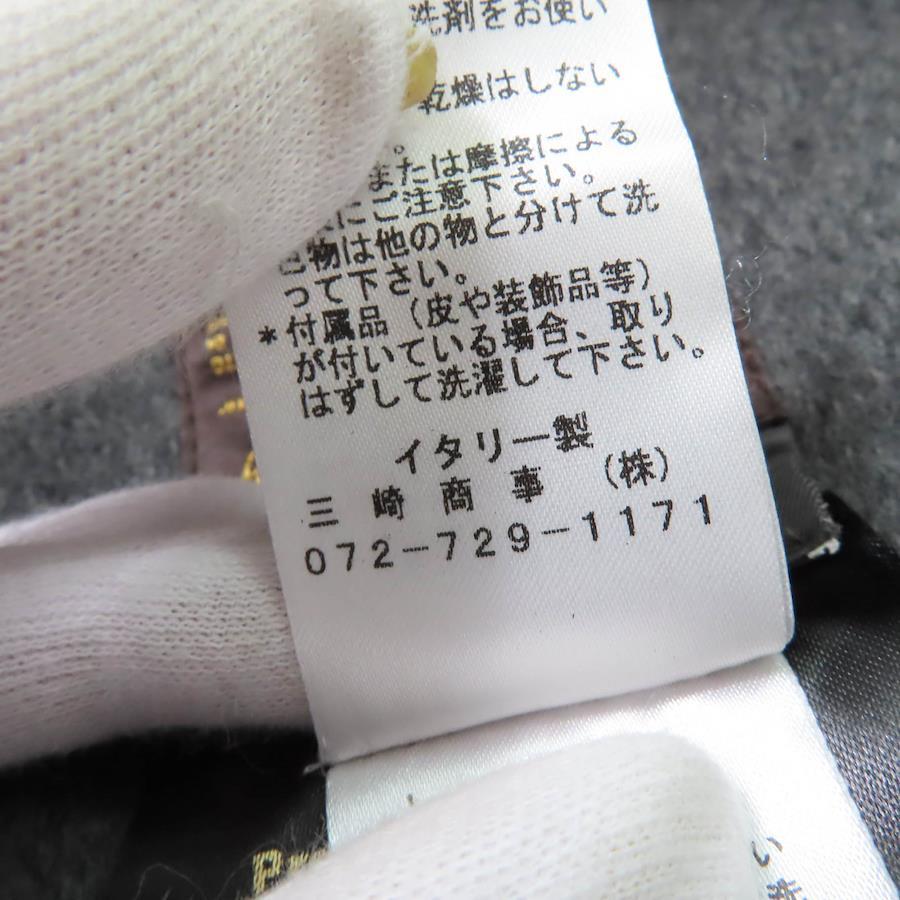 洗剤をお使い
乾燥はしない
。
または摩擦による
にご注意下さい。
色物は他の物と分けて洗
って下さい。
*付属品（皮や装飾品等）
が付いている場合、取り
はずして洗濯して下さい。
イタリー製
三崎商事（株）
072-729-1171
い
洗